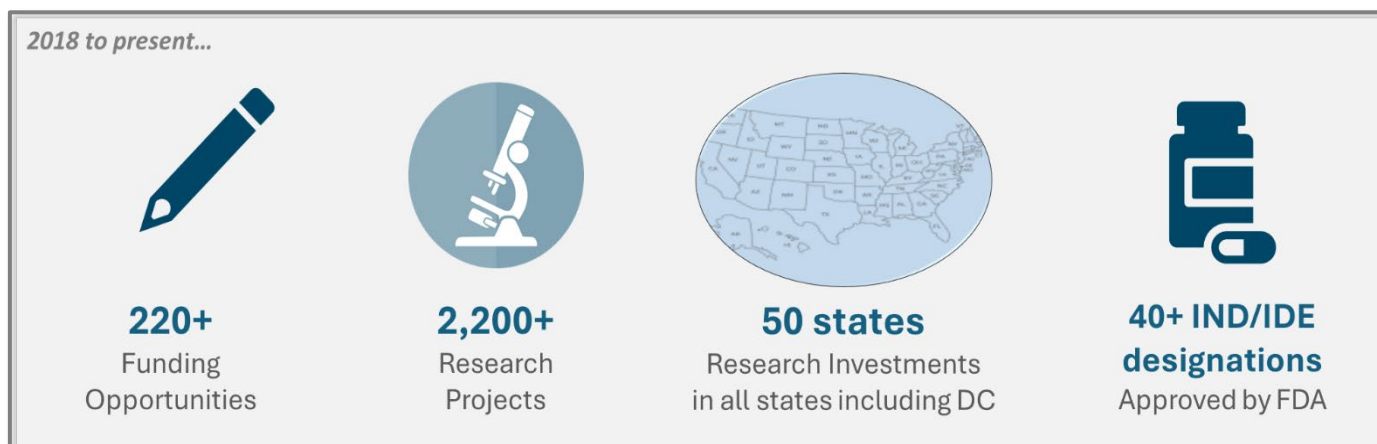 2018 to present...
220+
Funding
Opportunities
2,200+
Research
Projects
50 states
Research Investments
in all states including DC
40+ IND/IDE
designations
Approved by FDA